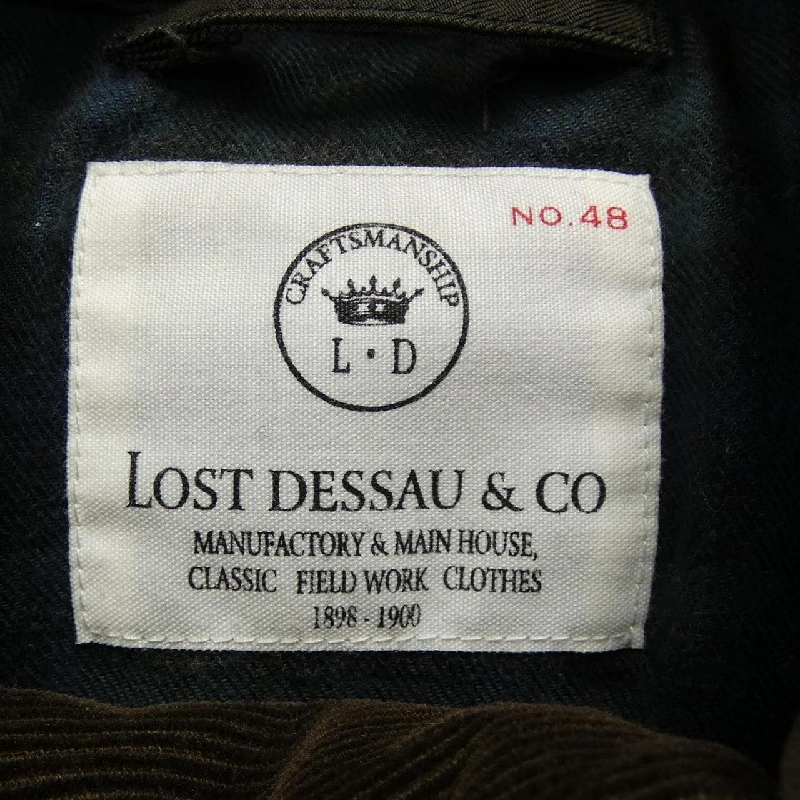 NO.48
CRAFTSMANSHIP
L·D
LOST DESSAU & CO
MANUFACTORY & MAIN HOUSE,
CLASSIC FIELD WORK CLOTHES
1898 - 1900